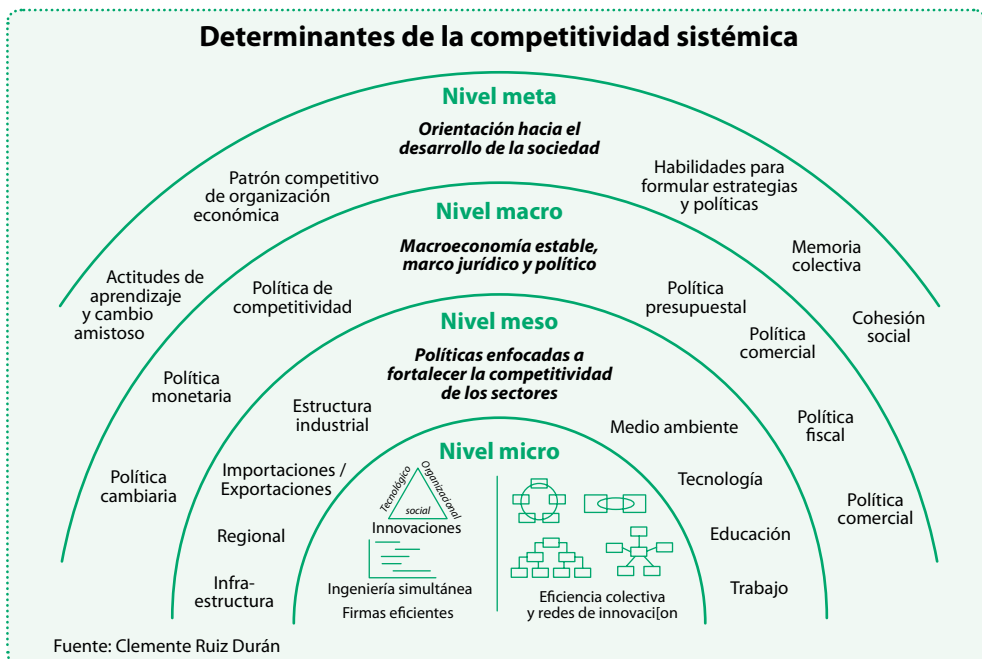 Determinantes de la competitividad sistémica
Nivel meta
Orientación hacia el
desarrollo de la sociedad
Patrón competitivo
de organización
económica
Habilidades para
formular estrategias
y políticas
Actitudes de
aprendizaje
y cambio
amistoso
Memoria
colectiva
Cohesión
social
Nivel macro
Macroeconomía estable,
marco jurídico y político
Política de
competitividad
Política
presupuestal
Política
monetaria
Política
comercial
Política
cambiaria
Política
fiscal
Política
comercial
Nivel meso
Políticas enfocadas a
fortalecer la competitividad
de los sectores
Estructura
industrial
Medio ambiente
Importaciones /
Exportaciones
Tecnología
Regional
Educación
Infra-
estructura
Trabajo
Nivel micro
Tecnológico
Organizacional
social
Innovaciones
Ingeniería simultánea
Firmas eficientes
Eficiencia colectiva
y redes de innovaci[on
Fuente: Clemente Ruiz Durán